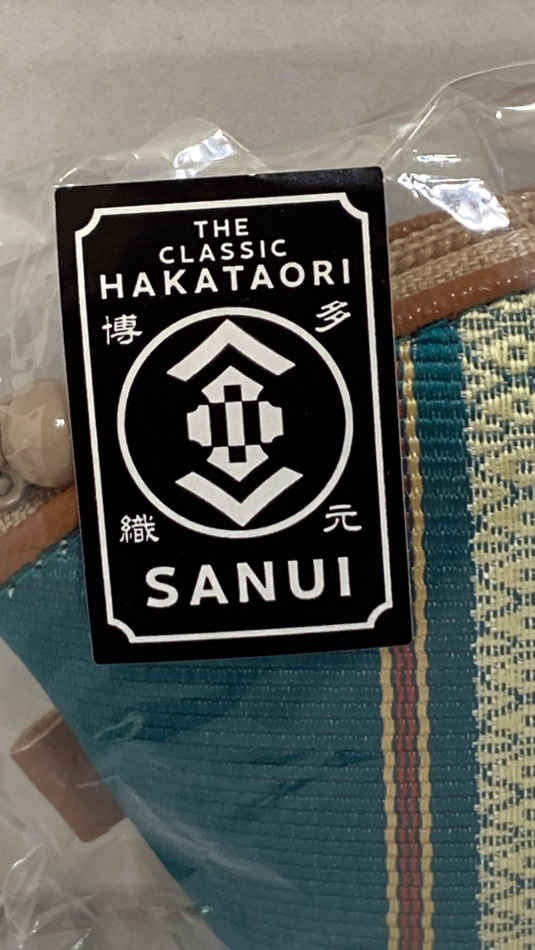 THE
CLASSIC
HAKATAORI
博多
織元
SANUI